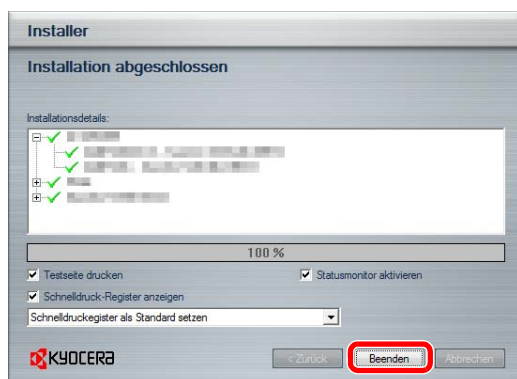 Installer
Installation abgeschlossen
Installationsdetails:
100 %
Testseite drucken
Statusmonitor aktivieren
Schnelldruck-Register anzeigen
Schnelldruckegister als Standard setzen
KYOCERA
< Zurück
Beenden
Abbrechen